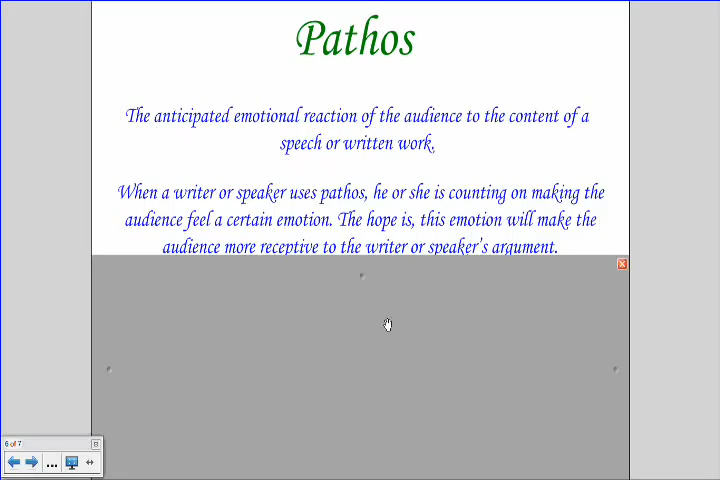 Pathos
The anticipated emotional reaction of the audience to the content of a
speech or written work.
When a writer or speaker uses pathos, he or she is counting on making the
audience feel a certain emotion. The hope is, this emotion will make the
audience more receptive to the writer or speaker's argument.
6 of 7
...